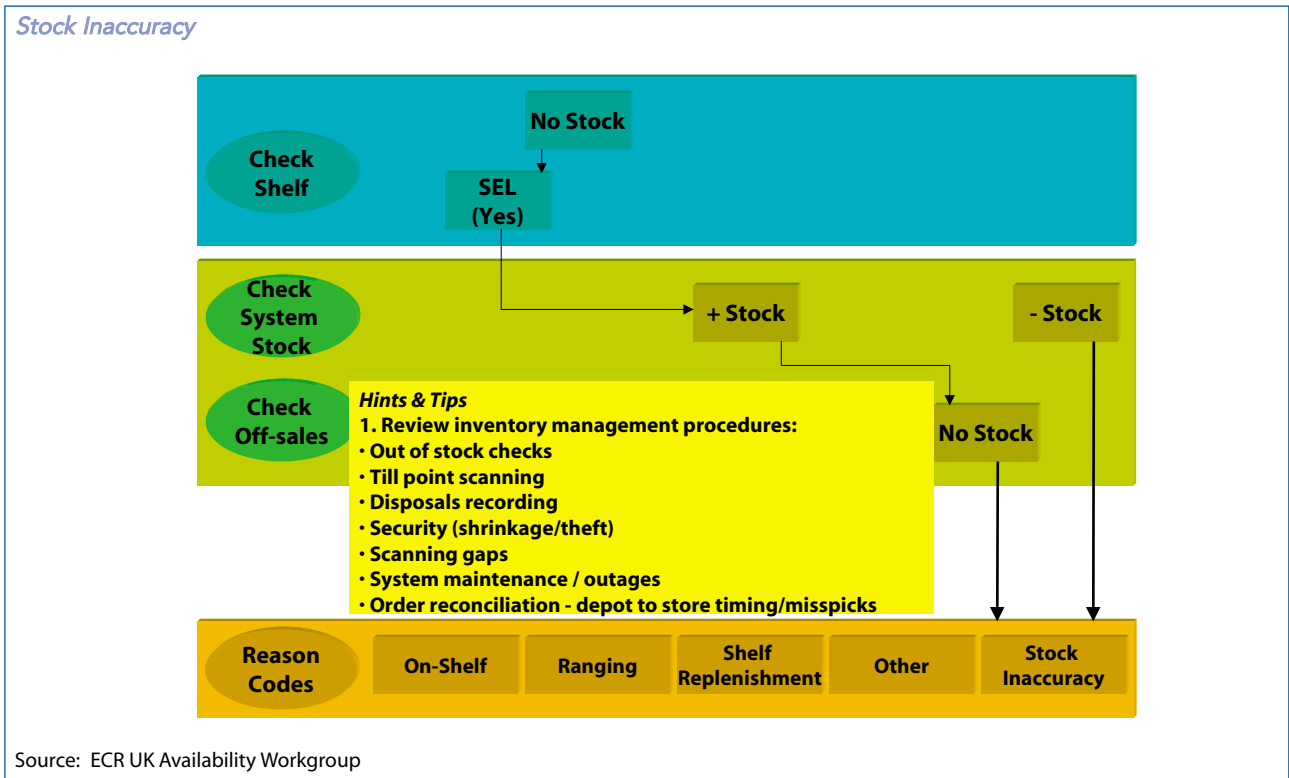 Stock Inaccuracy
No Stock
Check
Shelf
SEL
(Yes)
Check
System
Stock
+ Stock
- Stock
Check
Off-sales
Hints & Tips
1. Review inventory management procedures:
· Out of stock checks
· Till point scanning
· Disposals recording
· Security (shrinkage/theft)
· Scanning gaps
· System maintenance / outages
· Order reconciliation - depot to store timing/misspicks
No Stock
Reason
Codes
On-Shelf
Ranging
Shelf
Replenishment
Other
Stock
Inaccuracy
Source: ECR UK Availability Workgroup